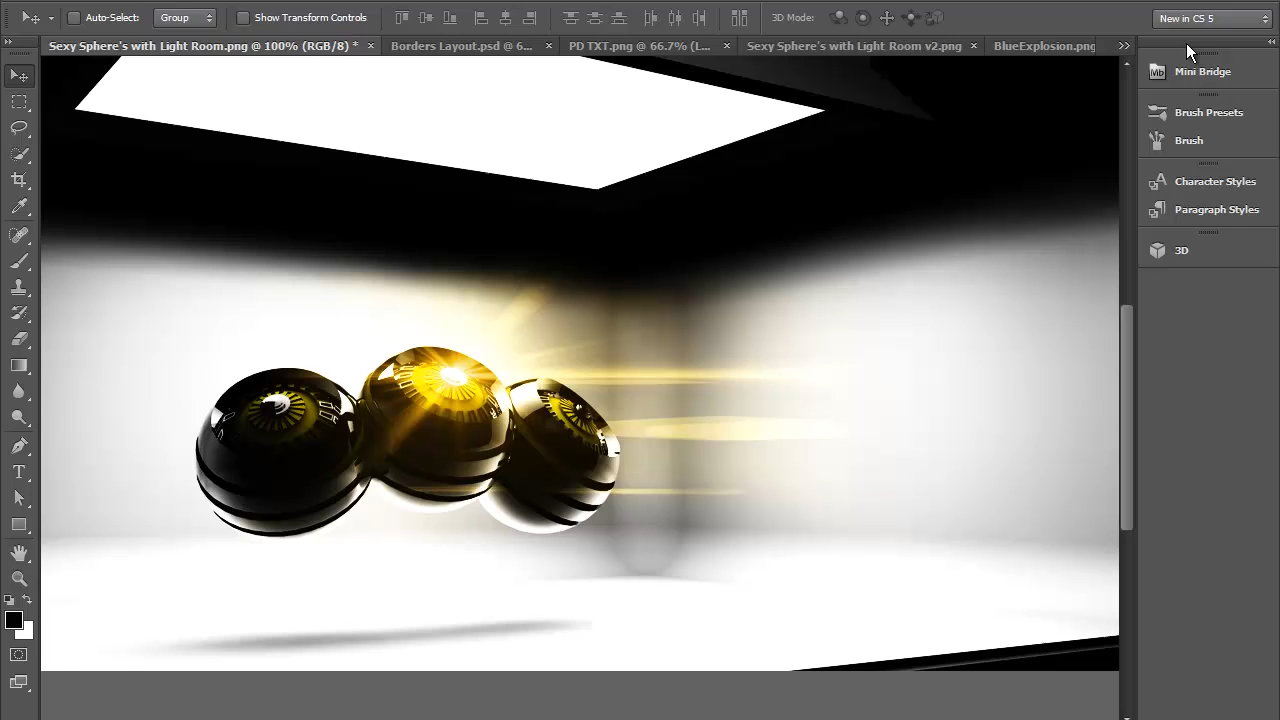 Auto-Select: Group Show Transform Controls 3D Mode: New in CS 5
Sexy Sphere's with Light Room.png @ 100% (RGB/8) * × Borders Layout.psd @ 6... × PD TXT.png @ 66.7% (L... × Sexy Sphere's with Light Room v2.png × BlueExplosion.png
Mb Mini Bridge
Brush Presets
Brush
Character Styles
Paragraph Styles
3D